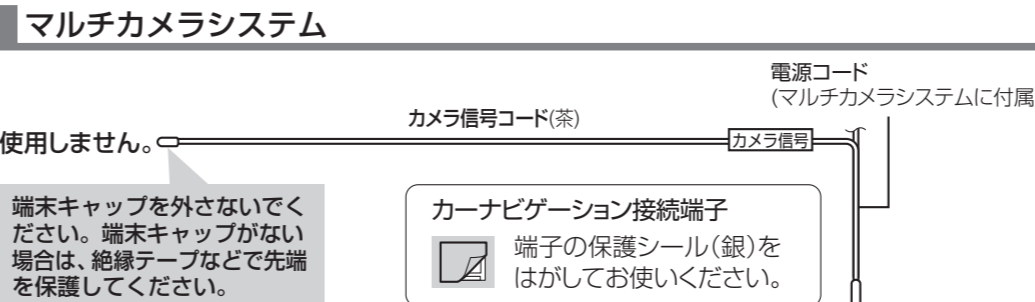 マルチカメラシステム
電源コード
(マルチカメラシステムに付属
カメラ信号コード(茶)
使用しません。
カメラ信号
端末キャップを外さないでく
ださい。端末キャップがない
場合は、絶縁テープなどで先端
を保護してください。
カーナビゲーション接続端子
端子の保護シール(銀)を
はがしてお使いください。